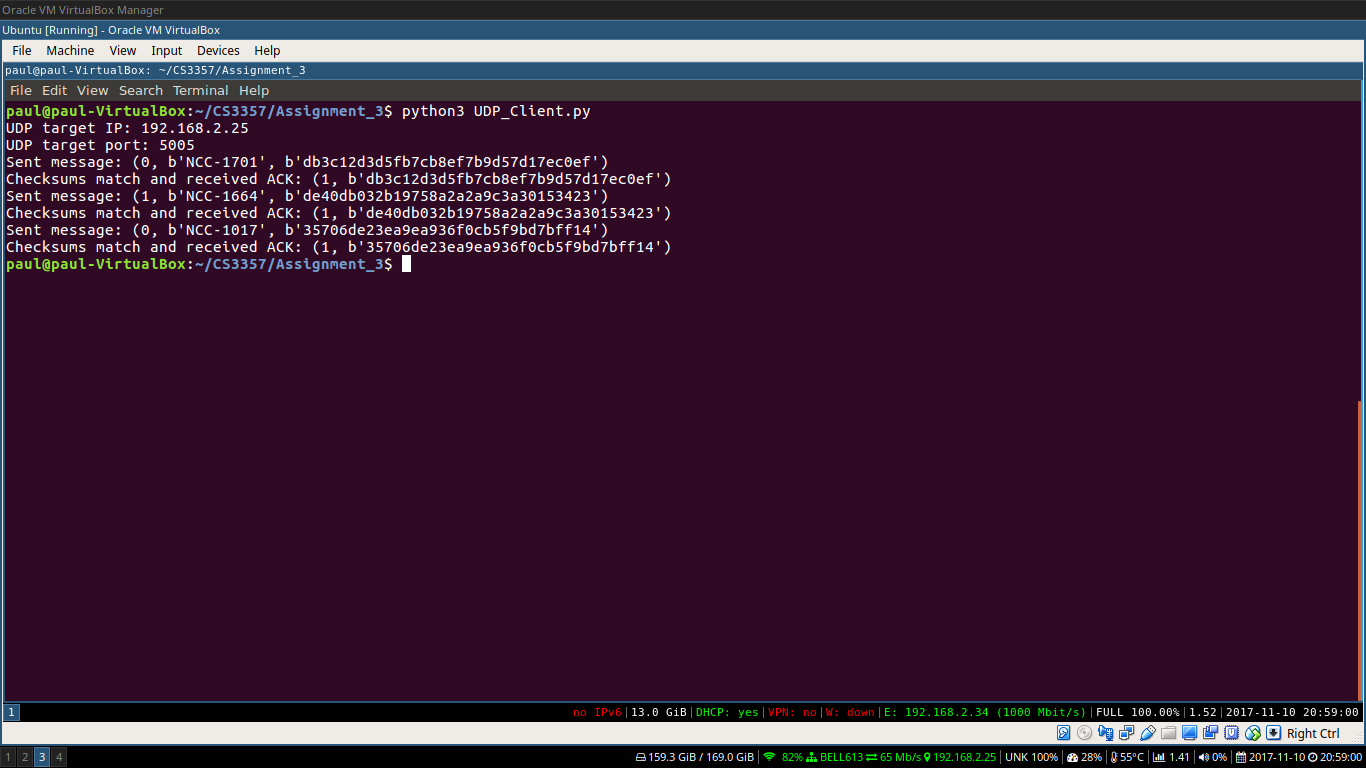 Oracle VM VirtualBox Manager
Ubuntu [Running] - Oracle VM VirtualBox
File Machine View Input Devices Help
paul@paul-VirtualBox: ~/CS3357/Assignment_3
File Edit View Search Terminal Help
paul@paul-VirtualBox:~/CS3357/Assignment_3$ python3 UDP_Client.py
UDP target IP: 192.168.2.25
UDP target port: 5005
Sent message: (0, b'NCC-1701', b'db3c12d3d5fb7cb8ef7b9d57d17ec0ef')
Checksums match and received ACK: (1, b'db3c12d3d5fb7cb8ef7b9d57d17ec0ef')
Sent message: (1, b'NCC-1664', b'de40db032b19758a2a2a9c3a30153423')
Checksums match and received ACK: (1, b'de40db032b19758a2a2a9c3a30153423')
Sent message: (0, b'NCC-1017', b'35706de23ea9ea936f0cb5f9bd7bff14')
Checksums match and received ACK: (1, b'35706de23ea9ea936f0cb5f9bd7bff14')
paul@paul-VirtualBox:~/CS3357/Assignment_3$
1 no IPv6|13.0 GiB|DHCP: yes|VPN: no|W: down|E: 192.168.2.34 (1000 Mbit/s)|FULL 100.00%|1.52|2017-11-10 20:59:00
Right Ctrl
1 2 3 4 159.3 GiB / 169.0 GiB | 82% BELL613 65 Mb/s 192.168.2.25 | UNK 100% | 28% | 55°C | 1.41 | 0% | 2017-11-10 20:59:00